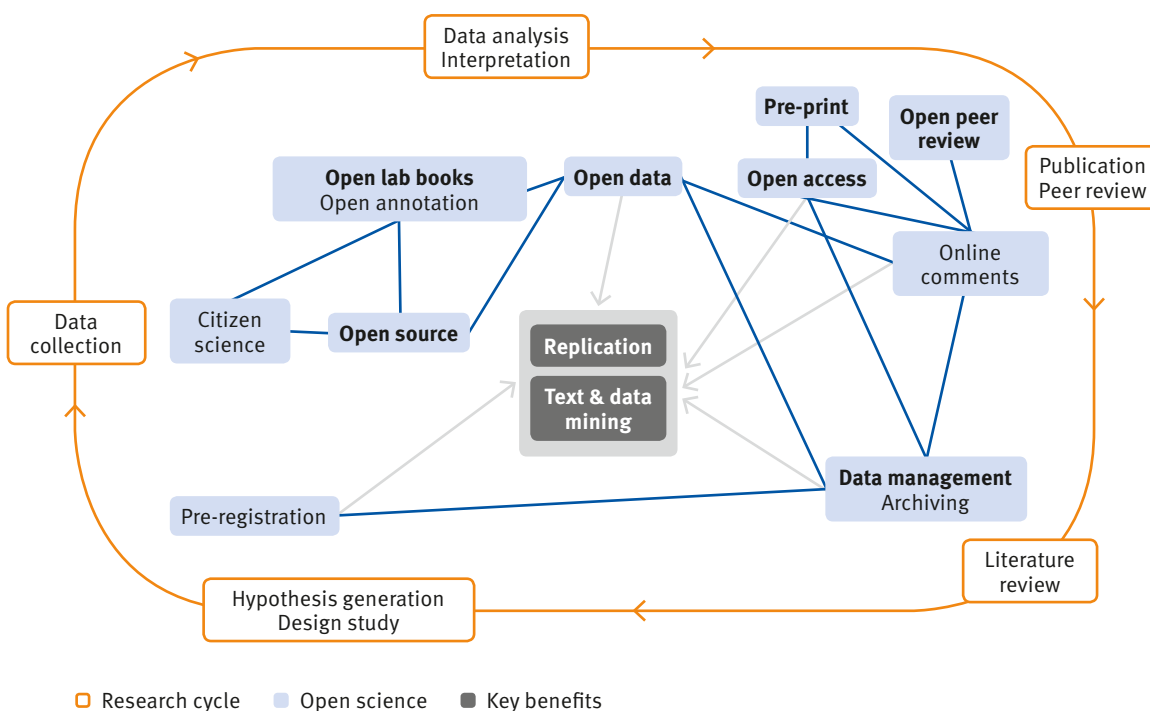 Data analysis
Interpretation
Pre-print
Open peer
review
Publication
Peer review
Open lab books
Open annotation
Open data
Open access
Online
comments
Citizen
science
Open source
Data
collection
Replication
Text & data
mining
Data management
Archiving
Pre-registration
Literature
review
Hypothesis generation
Design study
Research cycle
Open science
Key benefits